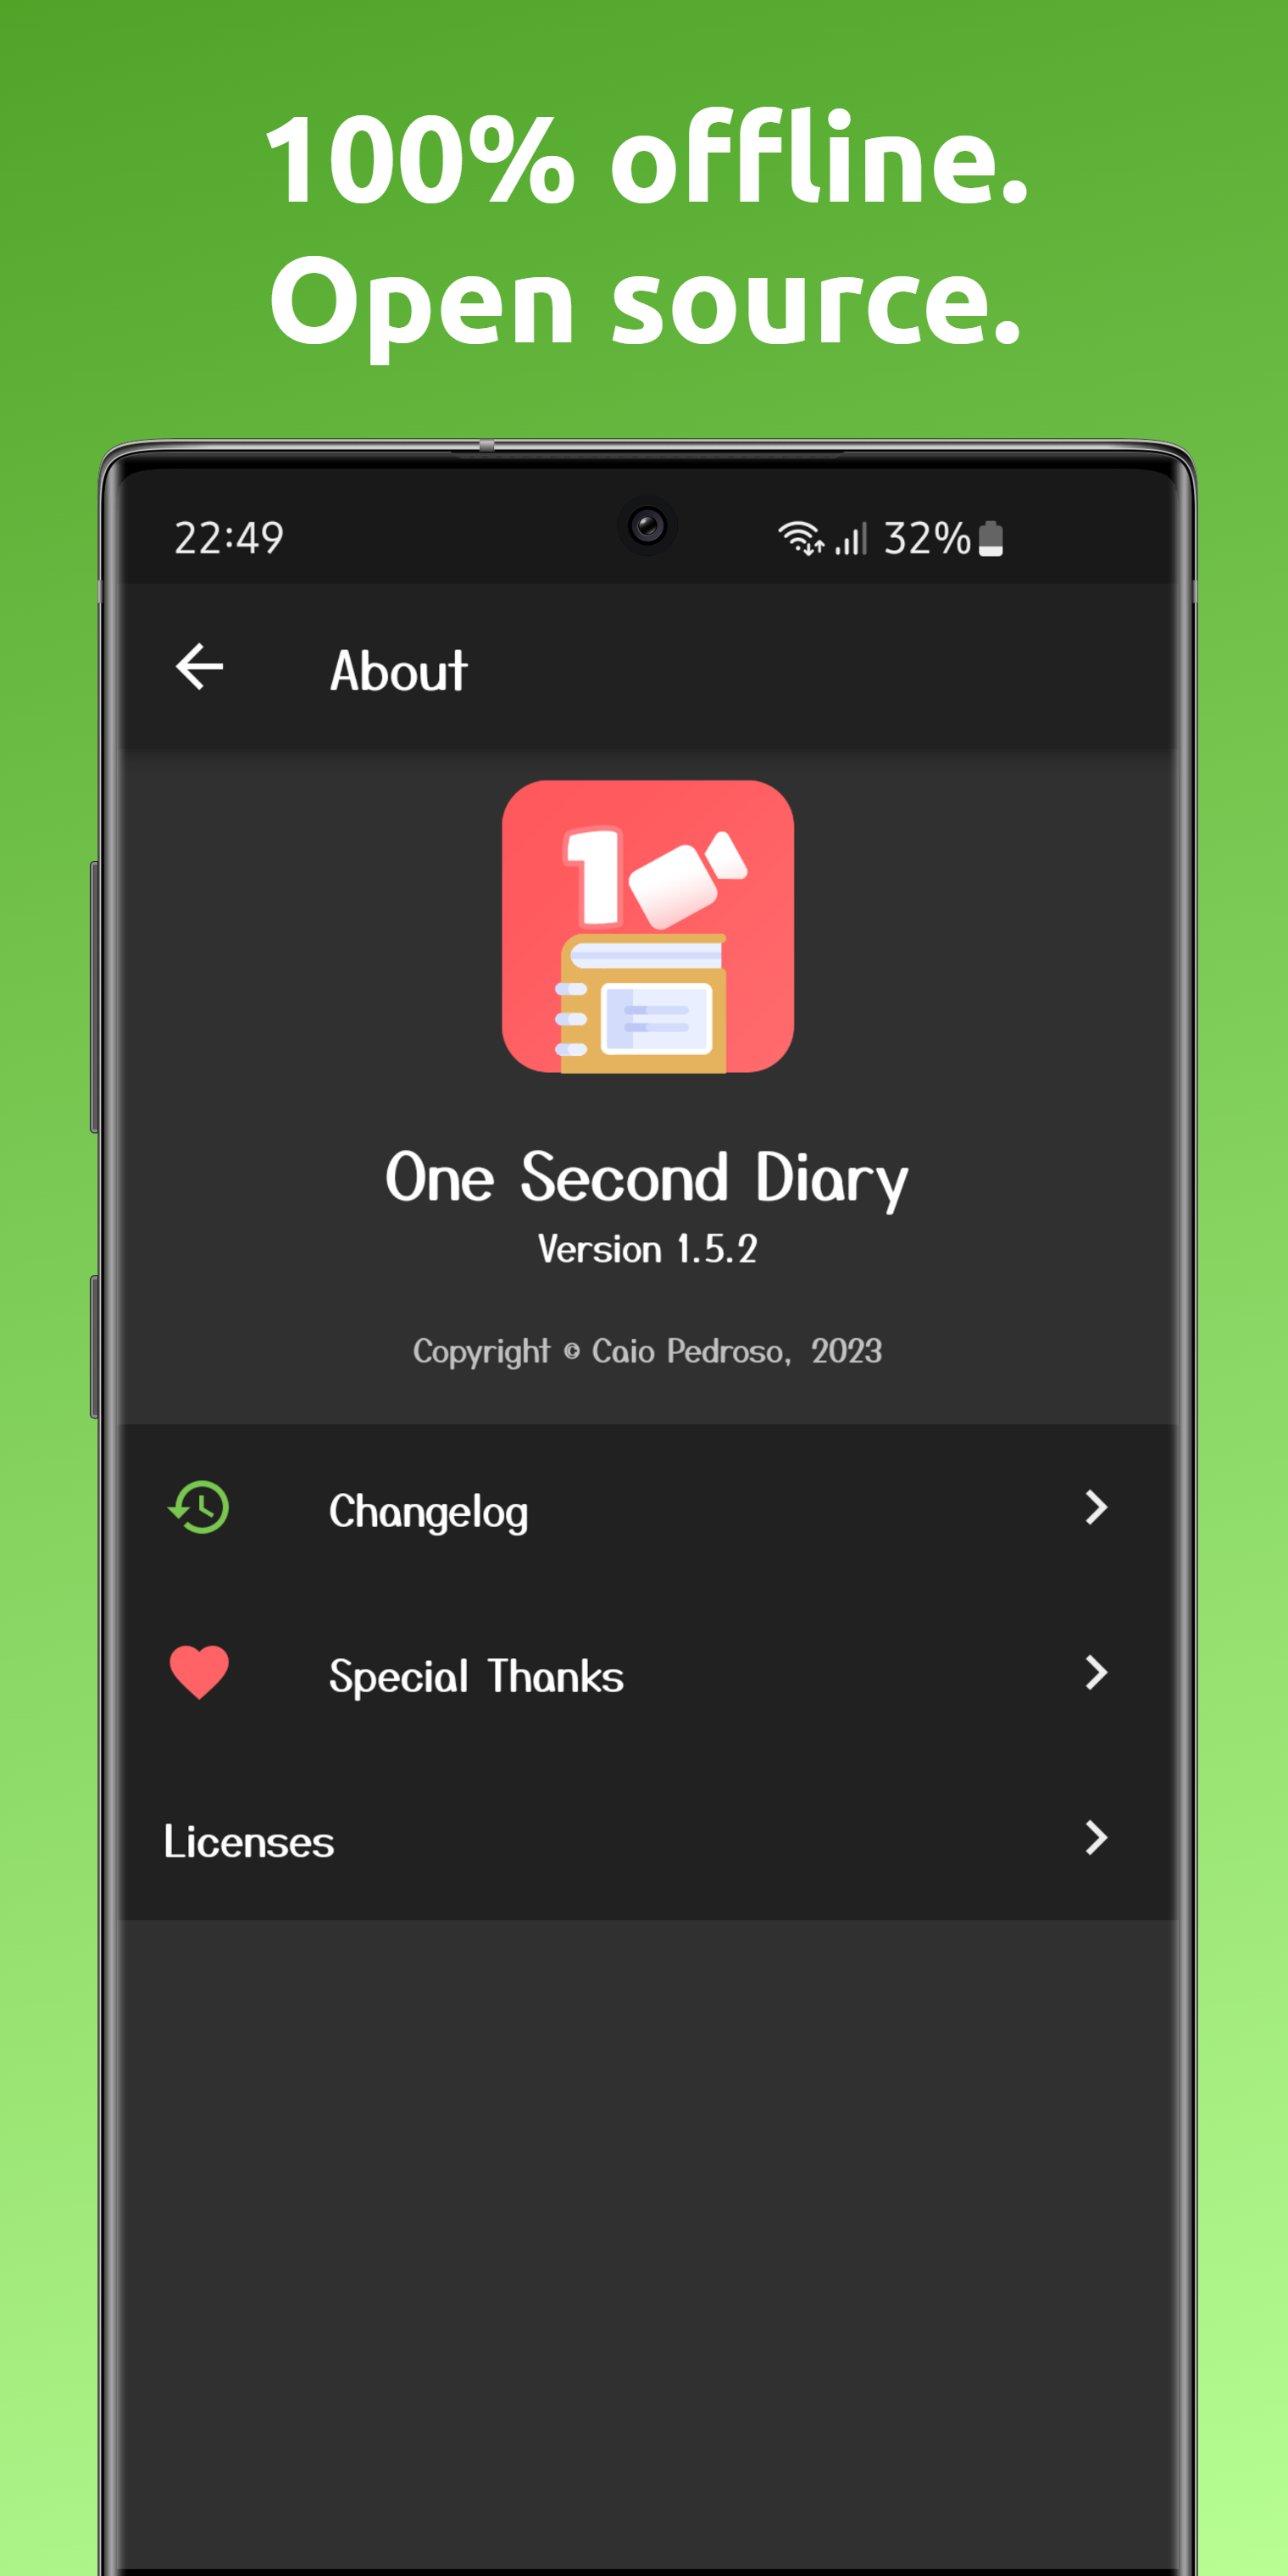 100% offline.
Open source.
22:49 32%
About
1
One Second Diary
Version 1.5.2
Copyright © Caio Pedroso, 2023
Changelog
Special Thanks
Licenses